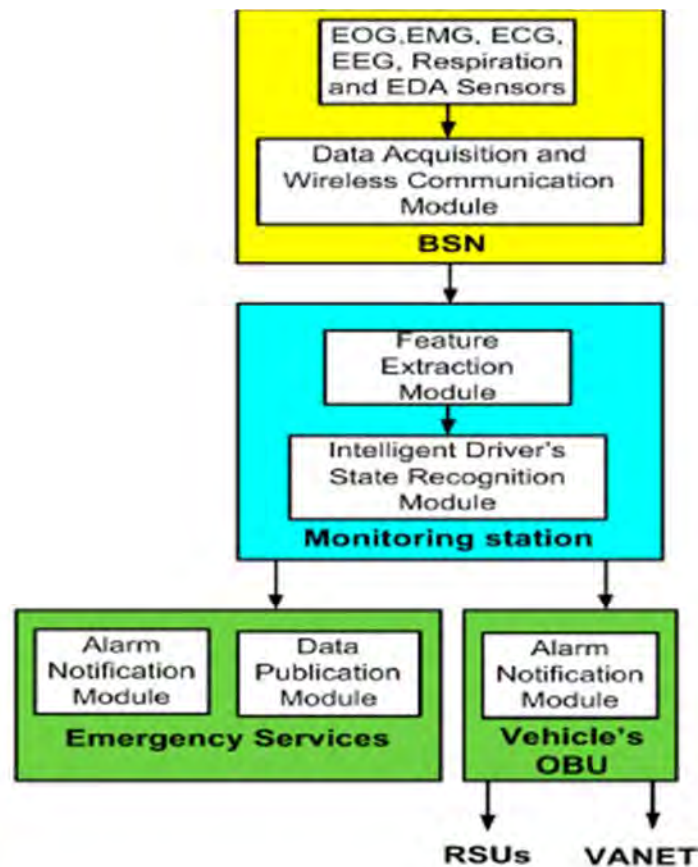 EOG,EMG, ECG,
EEG, Respiration
and EDA Sensors
Data Acquisition and
Wireless Communication
Module
BSN
Feature
Extraction
Module
Intelligent Driver's
State Recognition
Module
Monitoring station
Alarm
Notification
Module
Data
Publication
Module
Emergency Services
Alarm
Notification
Module
Vehicle's
OBU
RSUs
VANET